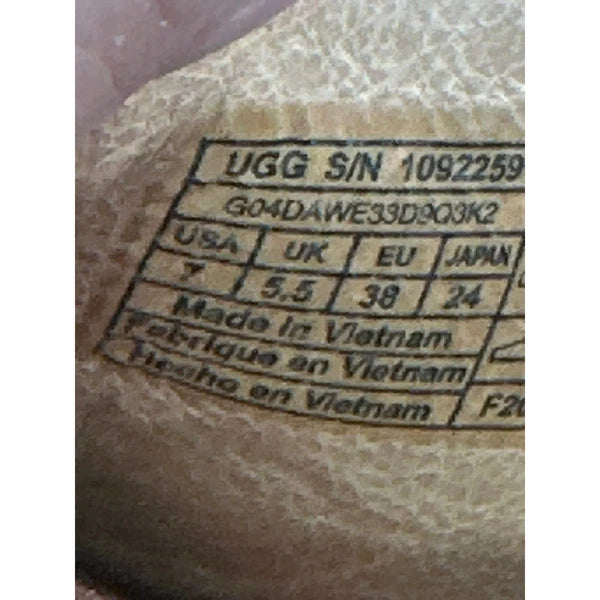 UGG S/N 1092259
G04DAWE33D9O3K2
USA UK EU JAPAN
7 5.5 38 24
Made in Vietnam
Fabrique en Vietnam
Hecho en Vietnam
F20